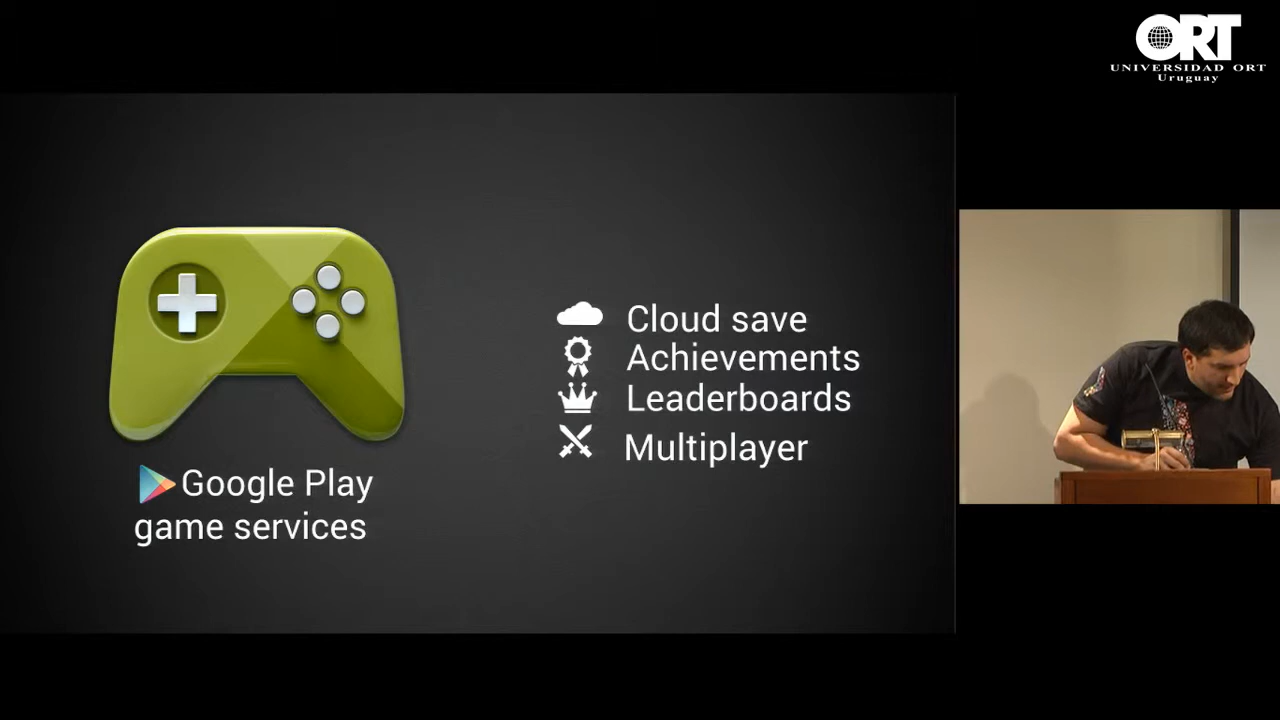 ORT
UNIVERSIDAD ORT
Uruguay
Cloud save
Achievements
Leaderboards
Multiplayer
Google Play
game services